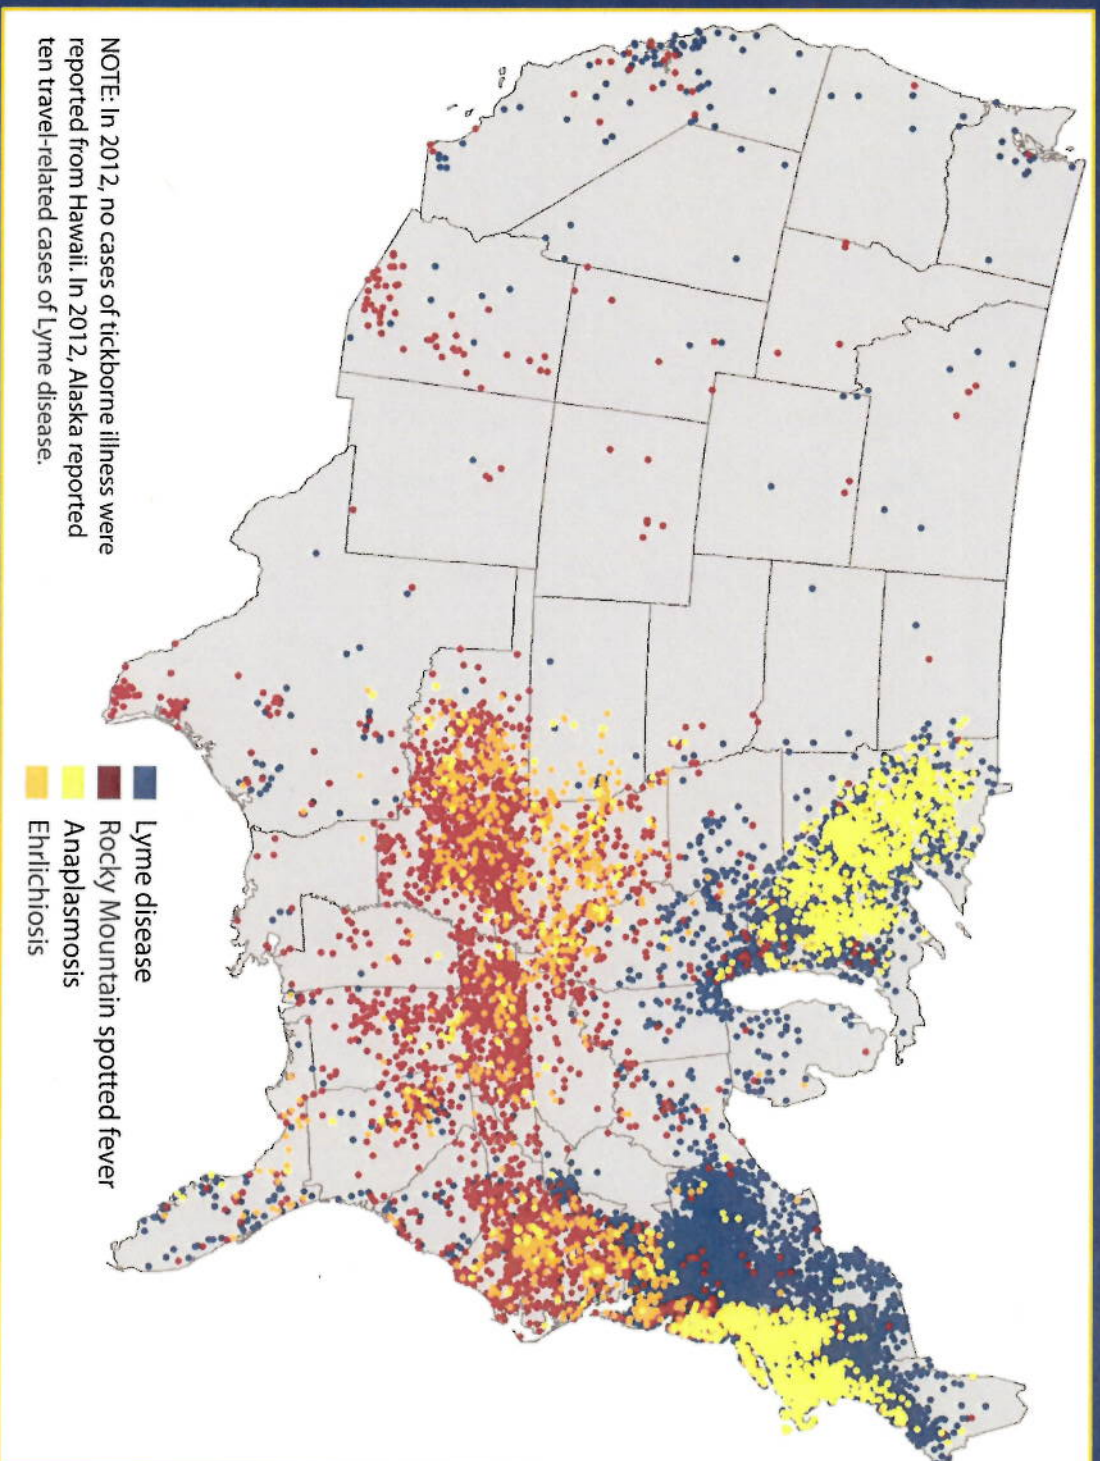 NOTE: In 2012, no cases of tickborne illness were
reported from Hawaii. In 2012, Alaska reported
ten travel-related cases of Lyme disease.
Lyme disease
Rocky Mountain spotted fever
Anaplasmosis
Ehrlichiosis